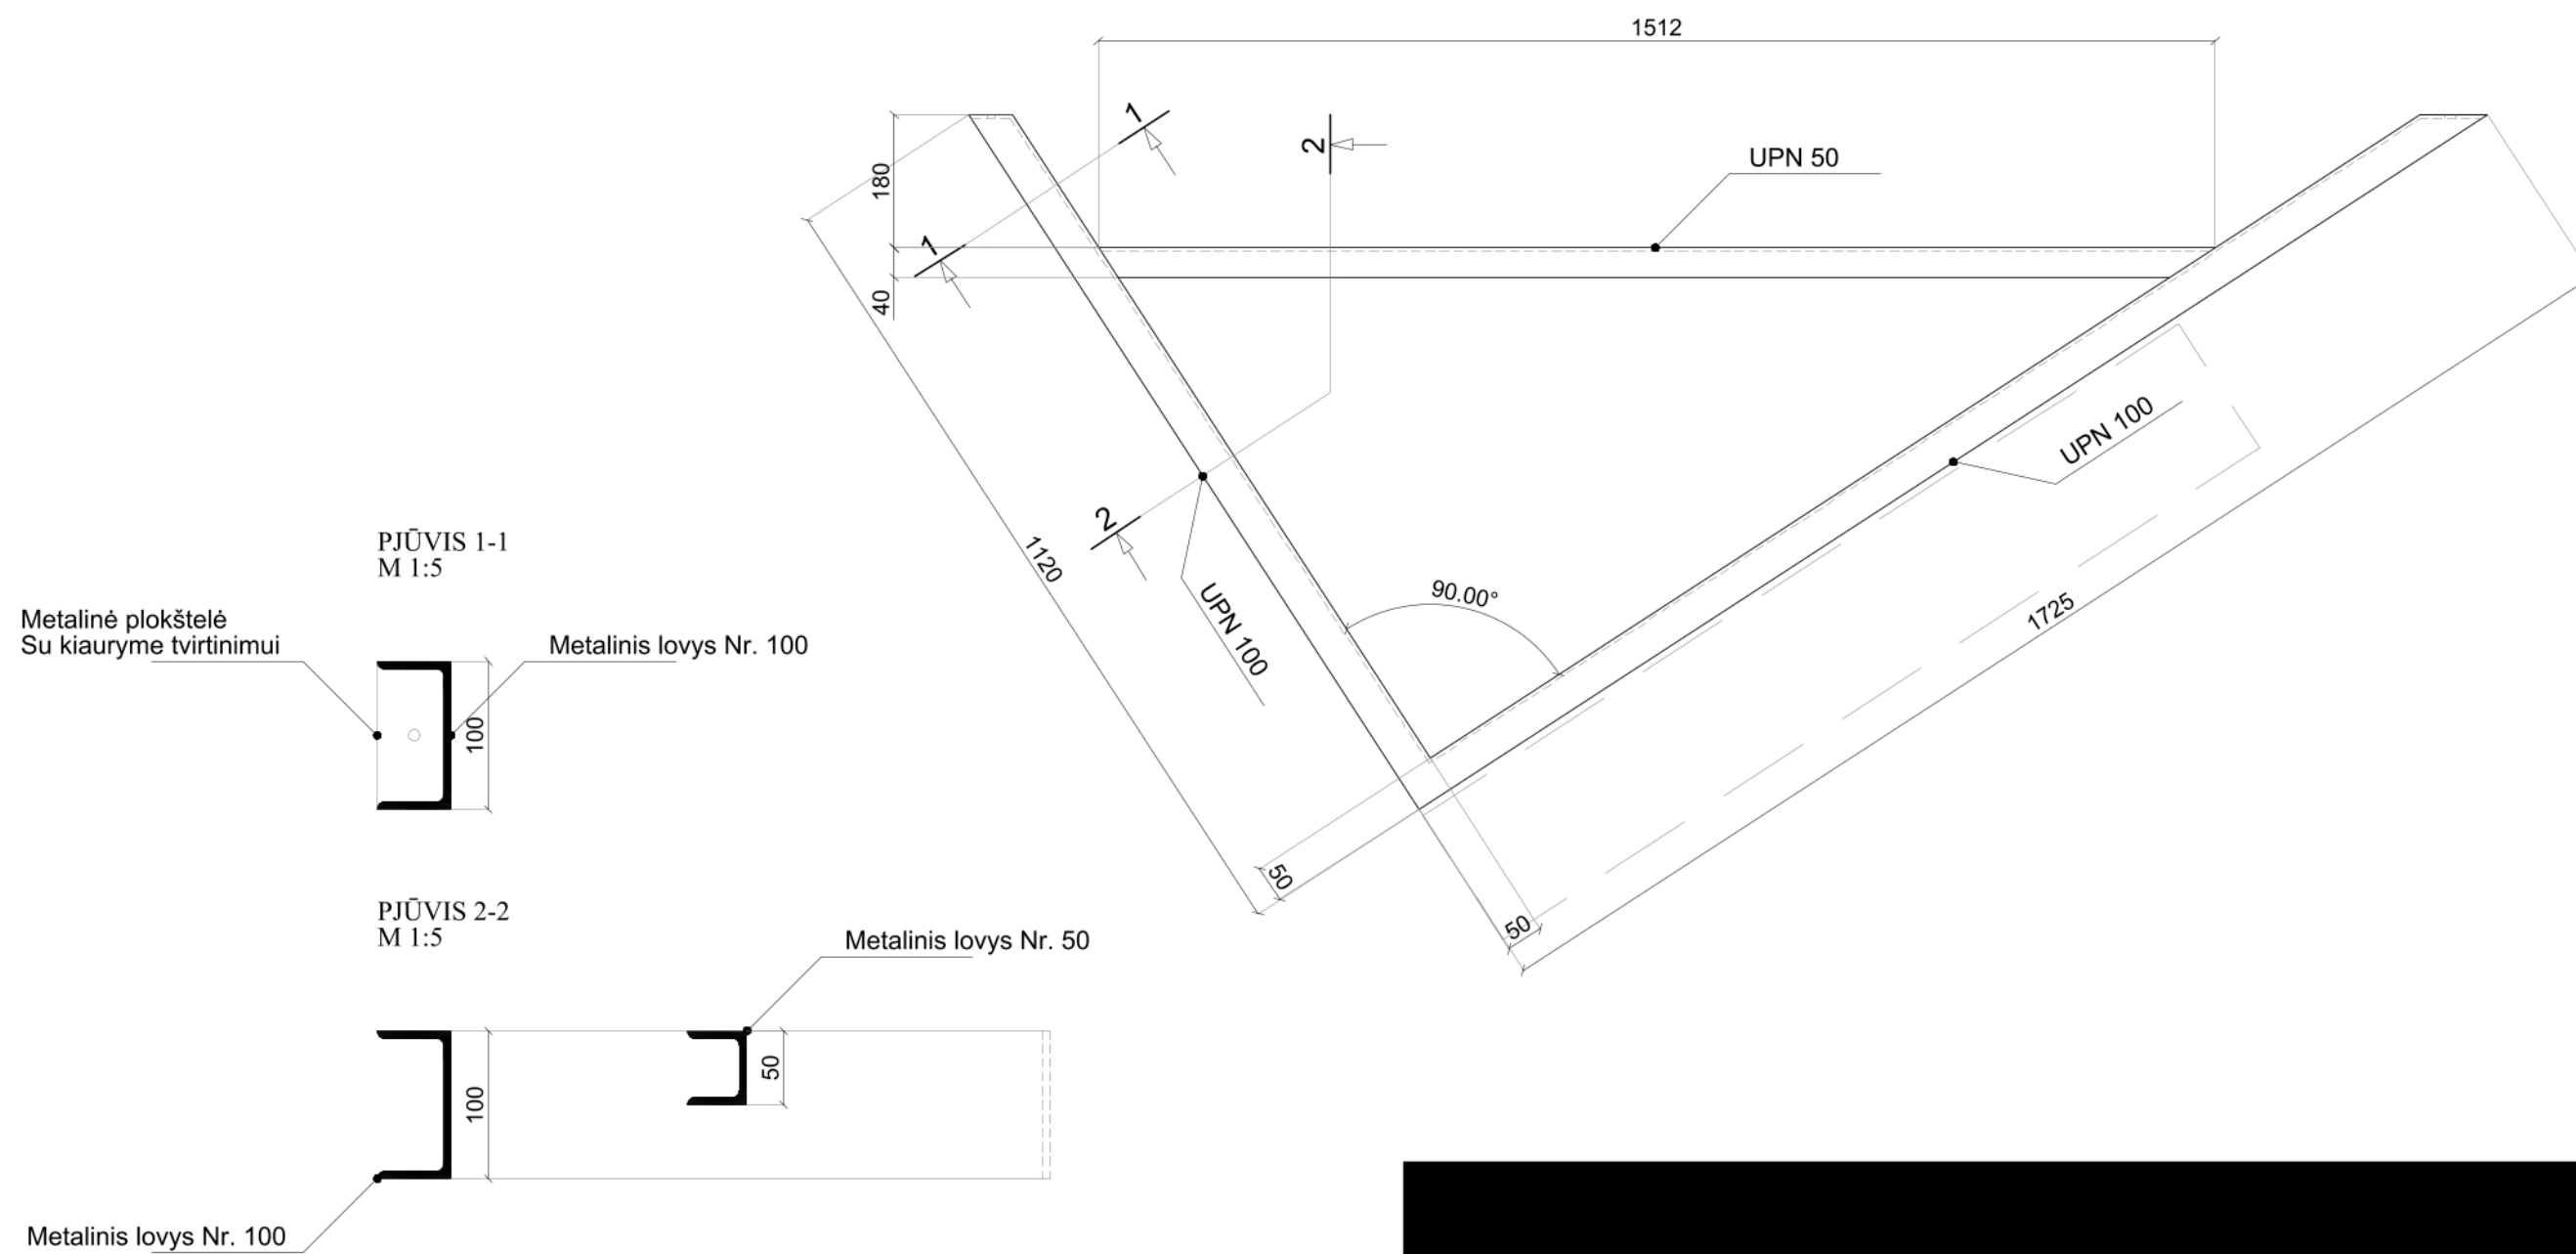 1512
1
2
UPN 50
180
1
40
UPN 100
2
1120
PJŪVIS 1-1
M 1:5
90.00°
UPN 100
1725
Metalinė plokštelė
Su kiauryme tvirtinimui
Metalinis lovys Nr. 100
100
50
50
PJŪVIS 2-2
M 1:5
Metalinis lovys Nr. 50
50
100
Metalinis lovys Nr. 100